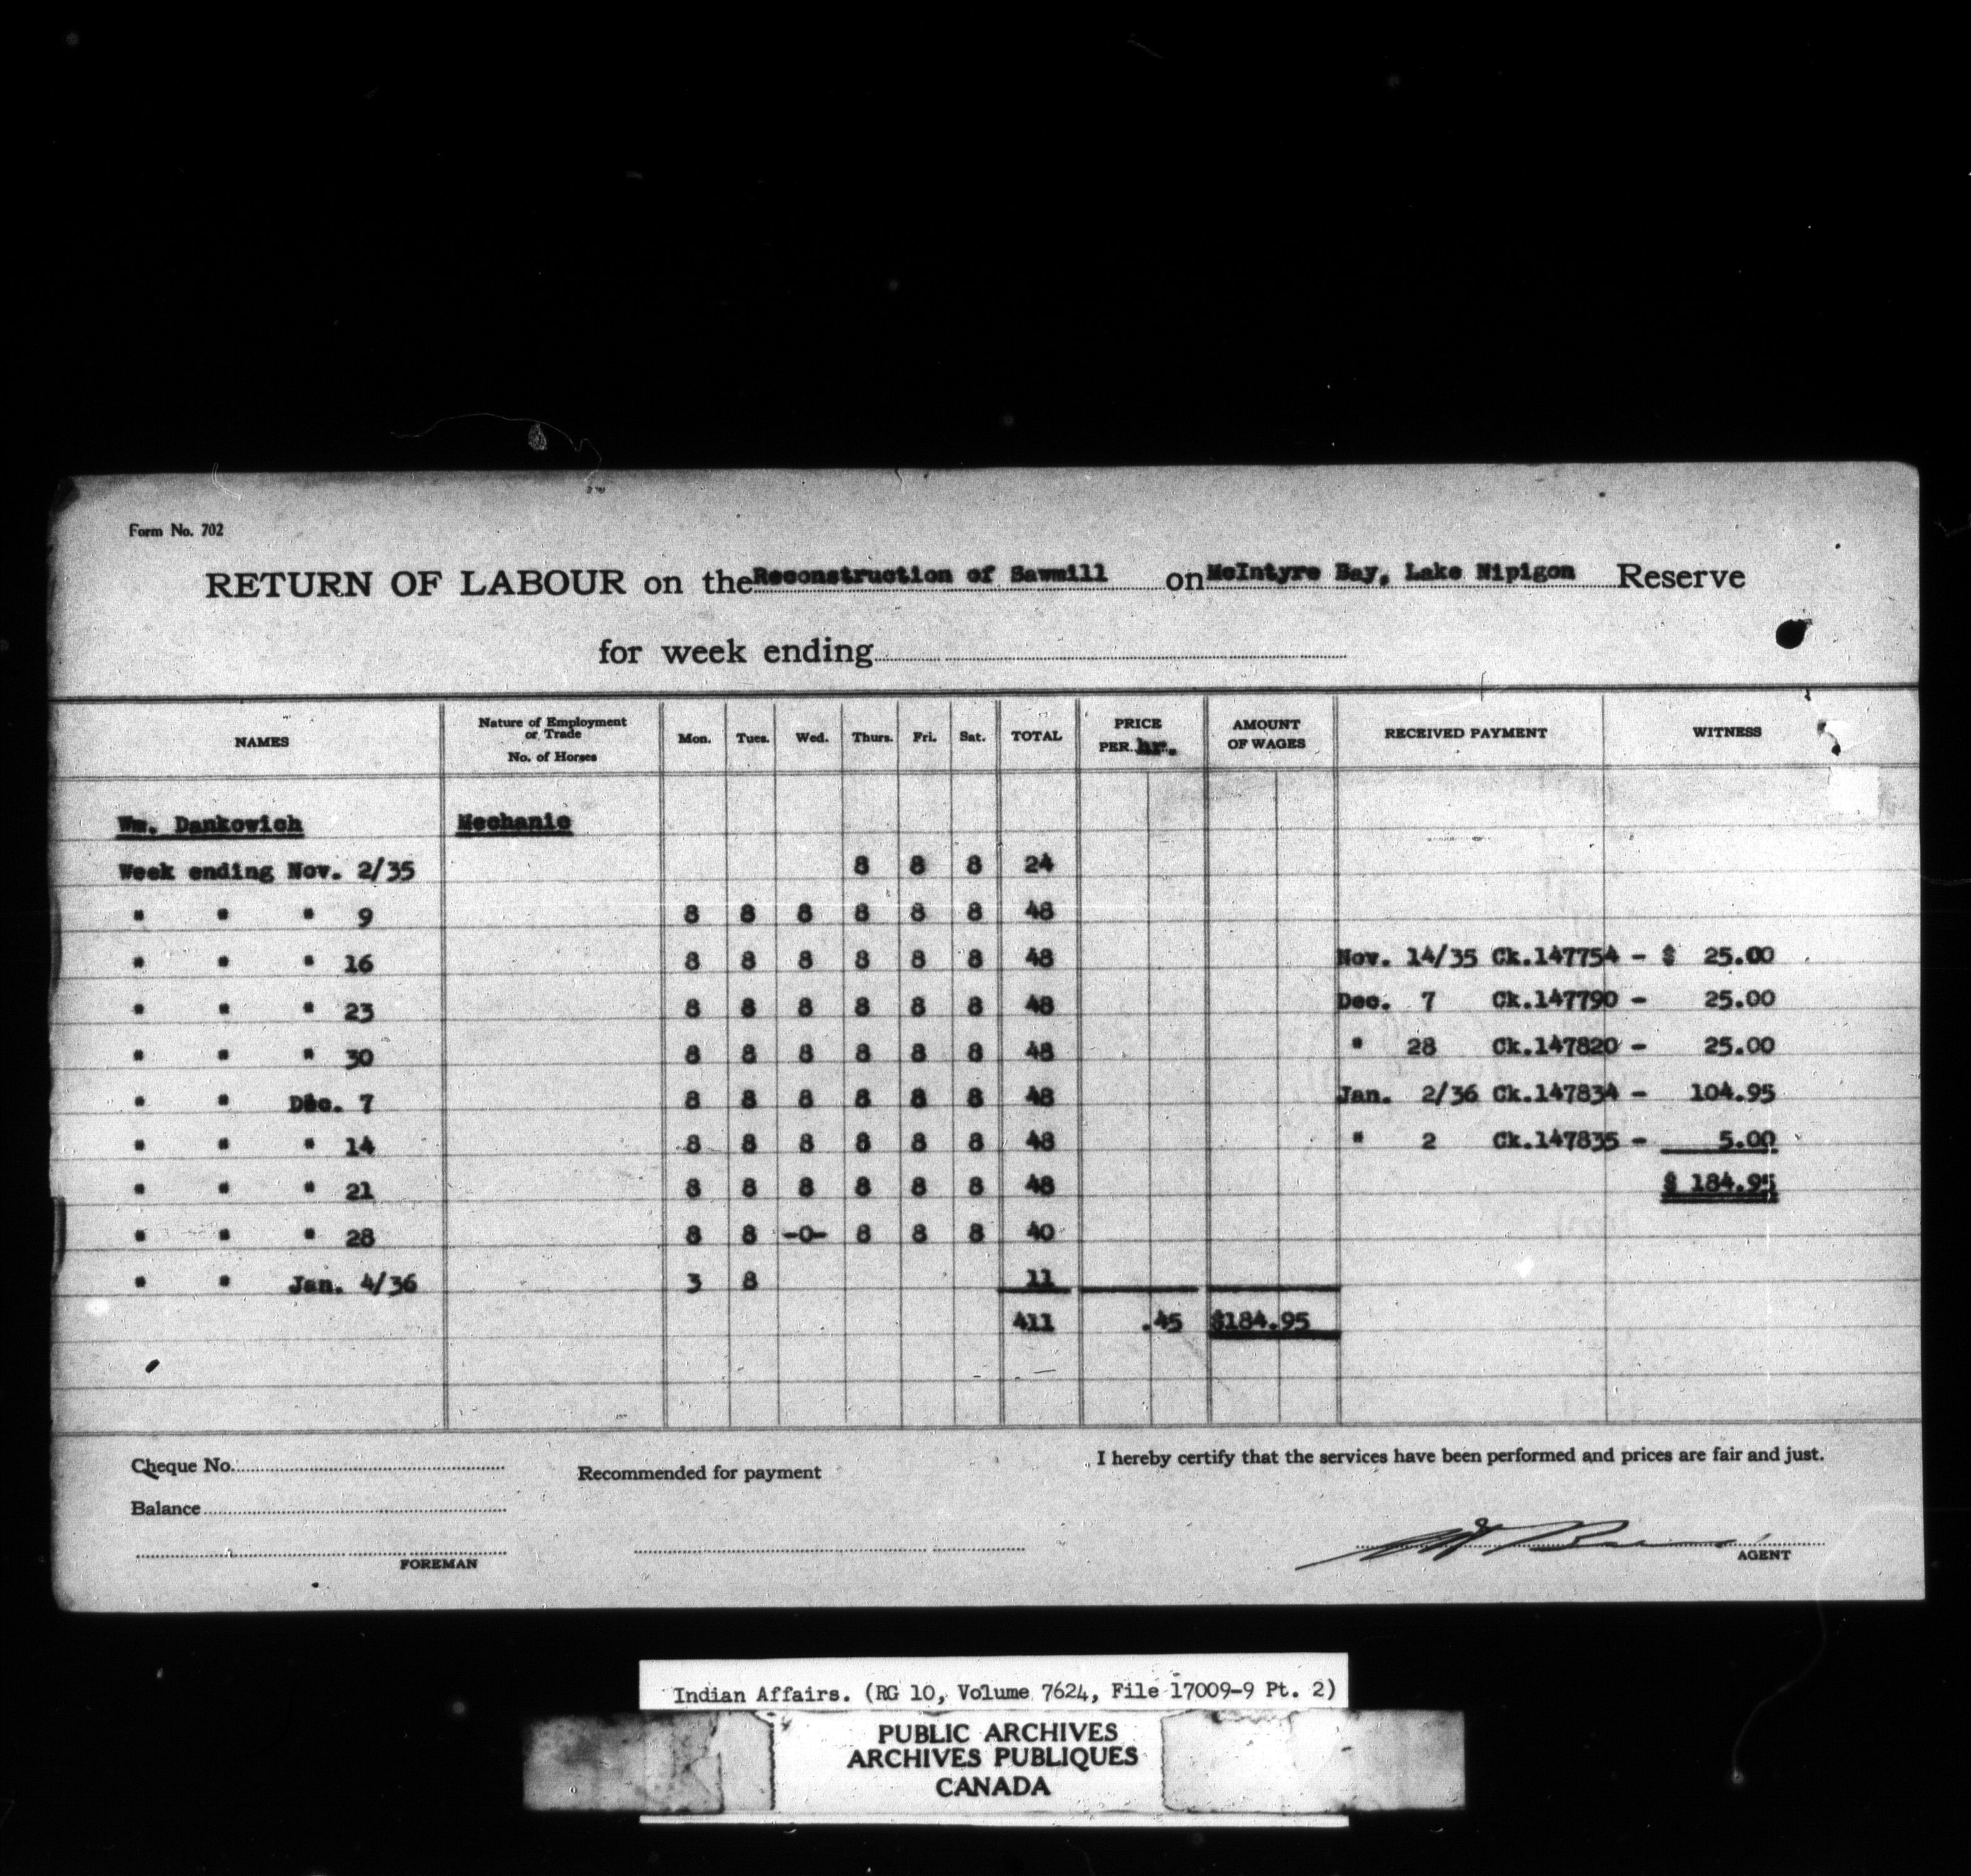 Form No. 702
RETURN OF LABOUR on the Reconstruction of Sawmill on McIntyre Bay, Lake Nipigon Reserve
for week ending
NAMES Nature of Employment or Trade No. of Horses Mon. Tues. Wed. Thurs. Fri. Sat. TOTAL PRICE PER hr. AMOUNT OF WAGES RECEIVED PAYMENT WITNESS
Wm. Dankowich Mechanic
Week ending Nov. 2/35 8 8 8 24
" " " 9 8 8 8 8 8 8 48
" " " 16 8 8 8 8 8 8 48 Nov. 14/35 Ck.147754 - $ 25.00
" " " 23 8 8 8 8 8 8 48 Dec. 7 Ck.147790 - 25.00
" " " 30 8 8 8 8 8 8 48 " 28 Ck.147820 - 25.00
" " Dec. 7 8 8 8 8 8 8 48 Jan. 2/36 Ck.147834 - 104.95
" " " 14 8 8 8 8 8 8 48 " 2 Ck.147835 - 5.00
" " " 21 8 8 8 8 8 8 48 $ 184.95
" " " 28 8 8 -0- 8 8 8 40
" " Jan. 4/36 3 8 11
411 .45 $184.95
Cheque No. Recommended for payment I hereby certify that the services have been performed and prices are fair and just.
Balance
FOREMAN AGENT
Indian Affairs. (RG 10, Volume 7624, File 17009-9 Pt. 2)
PUBLIC ARCHIVES
ARCHIVES PUBLIQUES
CANADA